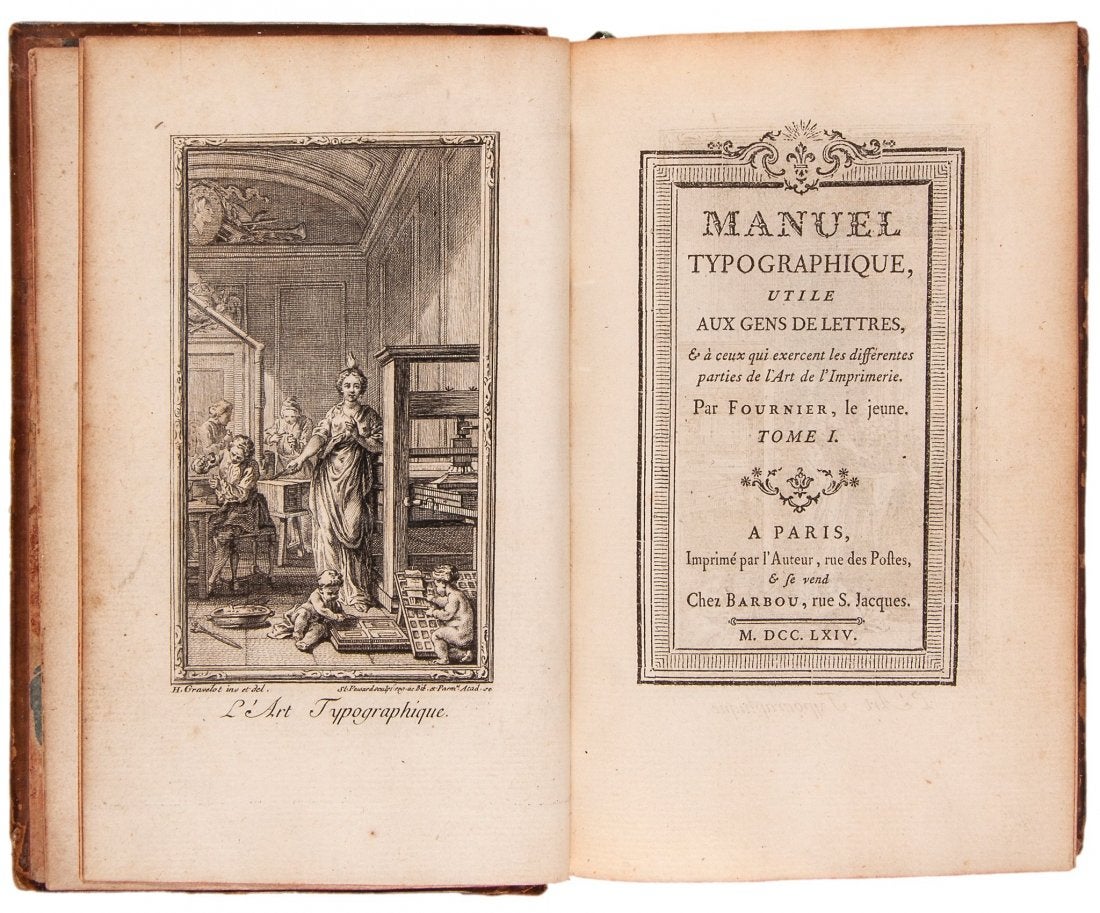 H. Gravelot inv et del.
St. Fessard sculps
L'Art Typographique.
MANUEL
TYPOGRAPHIQUE,
UTILE
AUX GENS DE LETTRES,
& à ceux qui exercent les différentes
parties de l'Art de l'Imprimerie.
Par FOURNIER, le jeune.
TOME I.
A PARIS,
Imprimé par l'Auteur, rue des Poſtes,
& ſe vend
Chez BARBOU, rue S. Jacques.
M. DCC. LXIV.